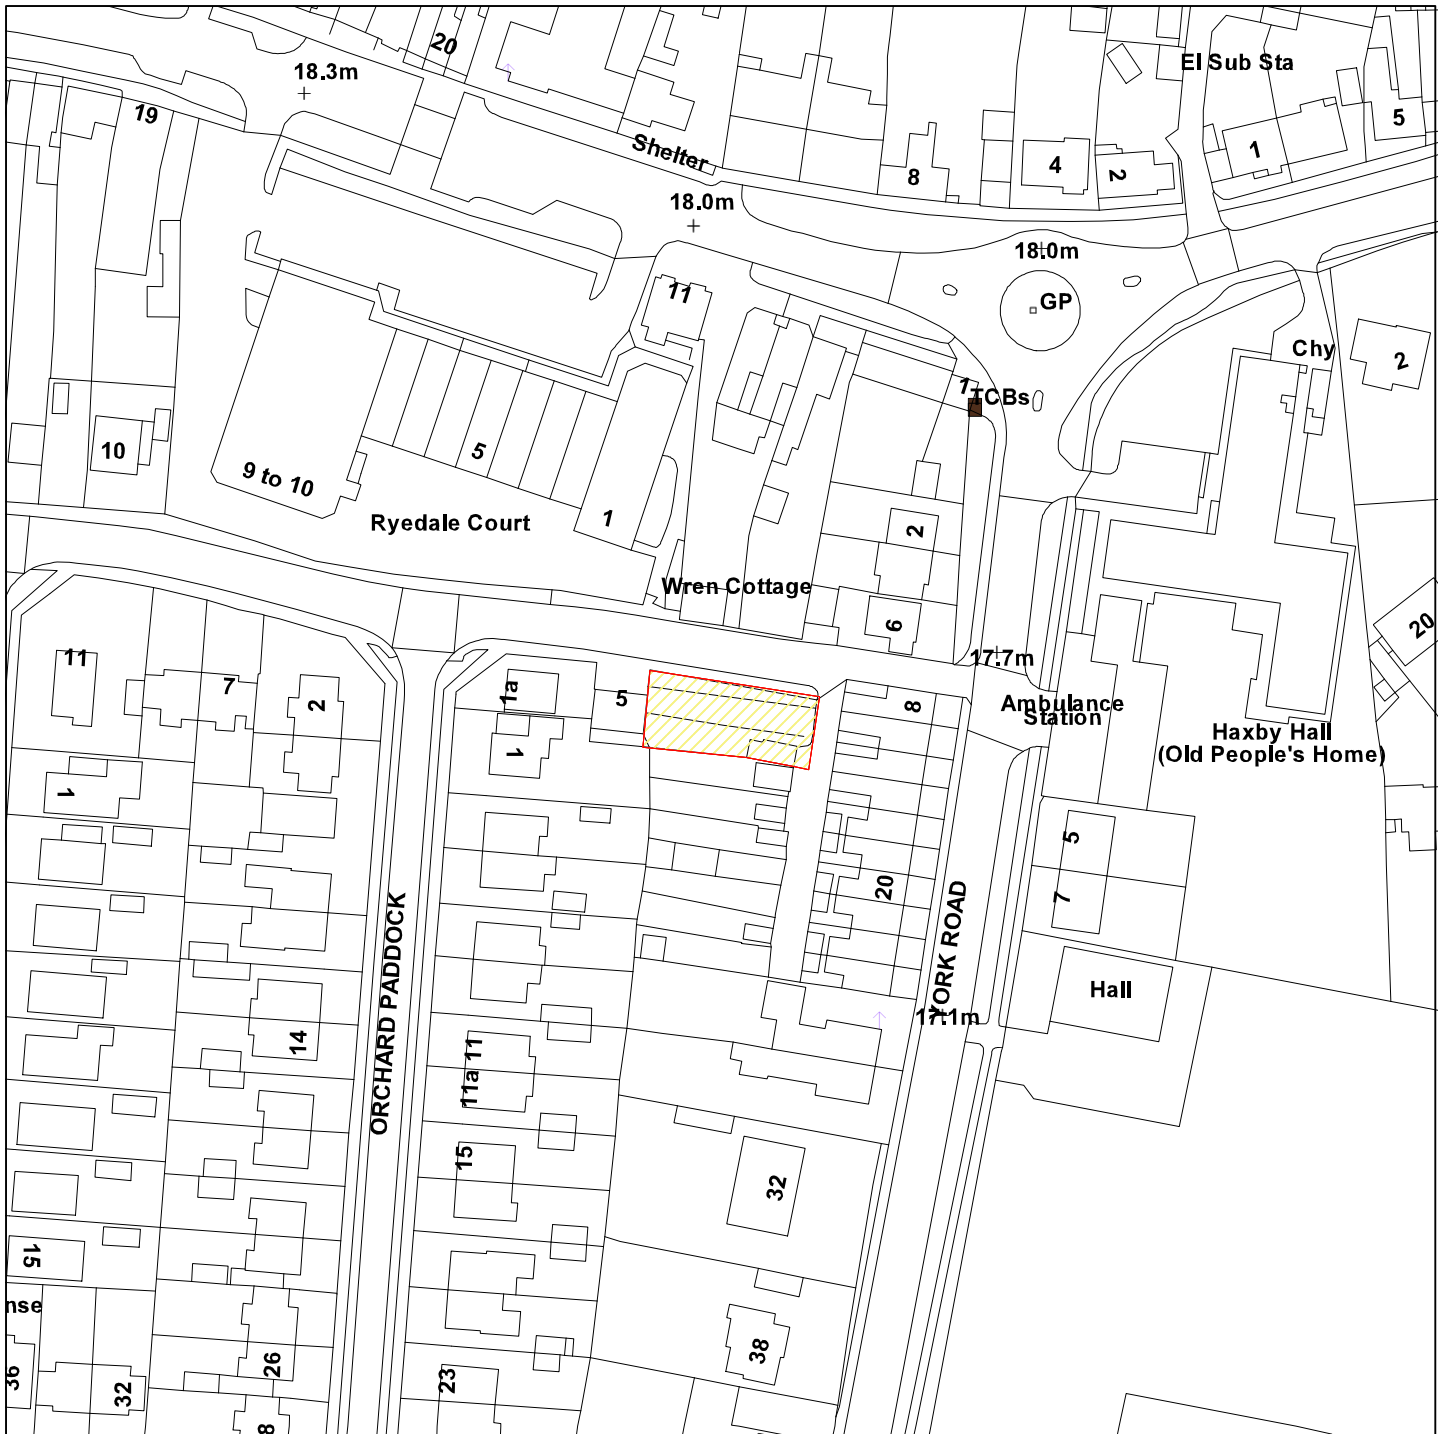 20
18.3m
El Sub Sta
19
5
1
Shelter
4
2
8
18.0m
18.0m
11
GP
Chy
2
1
TCBs
10
5
9 to 10
1
Ryedale Court
2
Wren Cottage
6
20
17.7m
11
7
2
1a
5
8
Ambulance
Station
Haxby Hall
(Old People's Home)
1
1
5
20
7
ORCHARD PADDOCK
YORK ROAD
Hall
14
17.1m
11
11a
15
32
15
nse
38
26
36
32
23
8